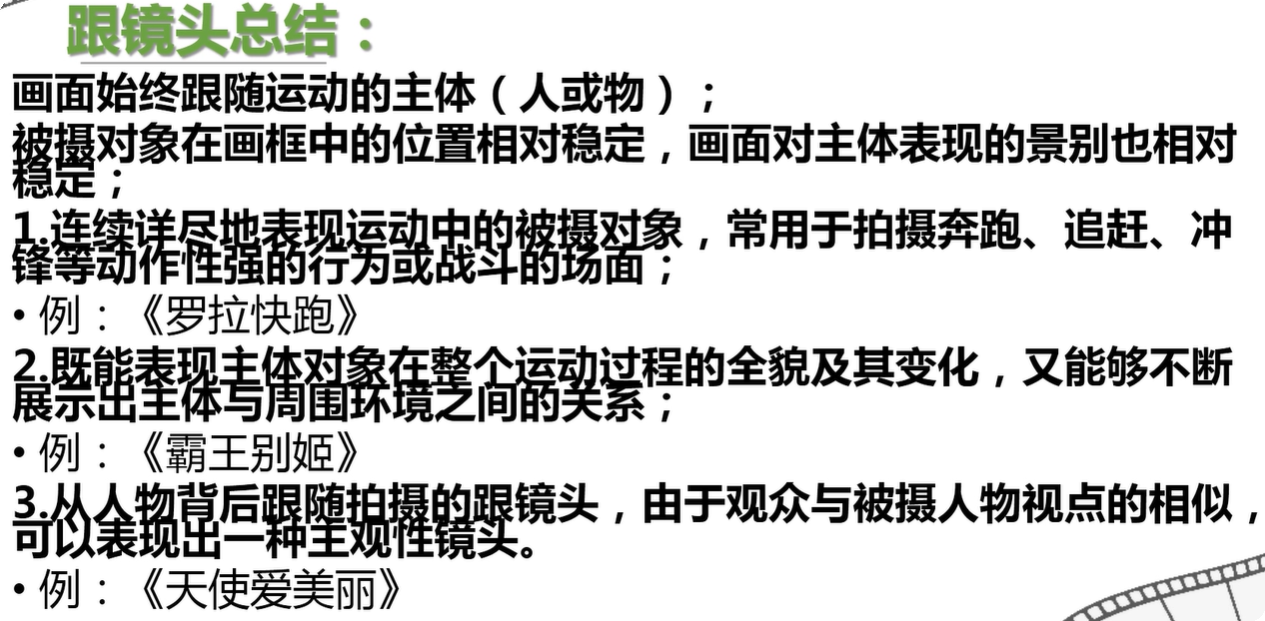 跟镜头总结：
画面始终跟随运动的主体（人或物）；
被摄对象在画框中的位置相对稳定，画面对主体表现的景别也相对
稳定；
1.连续详尽地表现运动中的被摄对象，常用于拍摄奔跑、追赶、冲
锋等动作性强的行为或战斗的场面；
• 例：《罗拉快跑》
2.既能表现主体对象在整个运动过程的全貌及其变化，又能够不断
展示出主体与周围环境之间的关系；
• 例：《霸王别姬》
3.从人物背后跟随拍摄的跟镜头，由于观众与被摄人物视点的相似，
可以表现出一种主观性镜头。
• 例：《天使爱美丽》